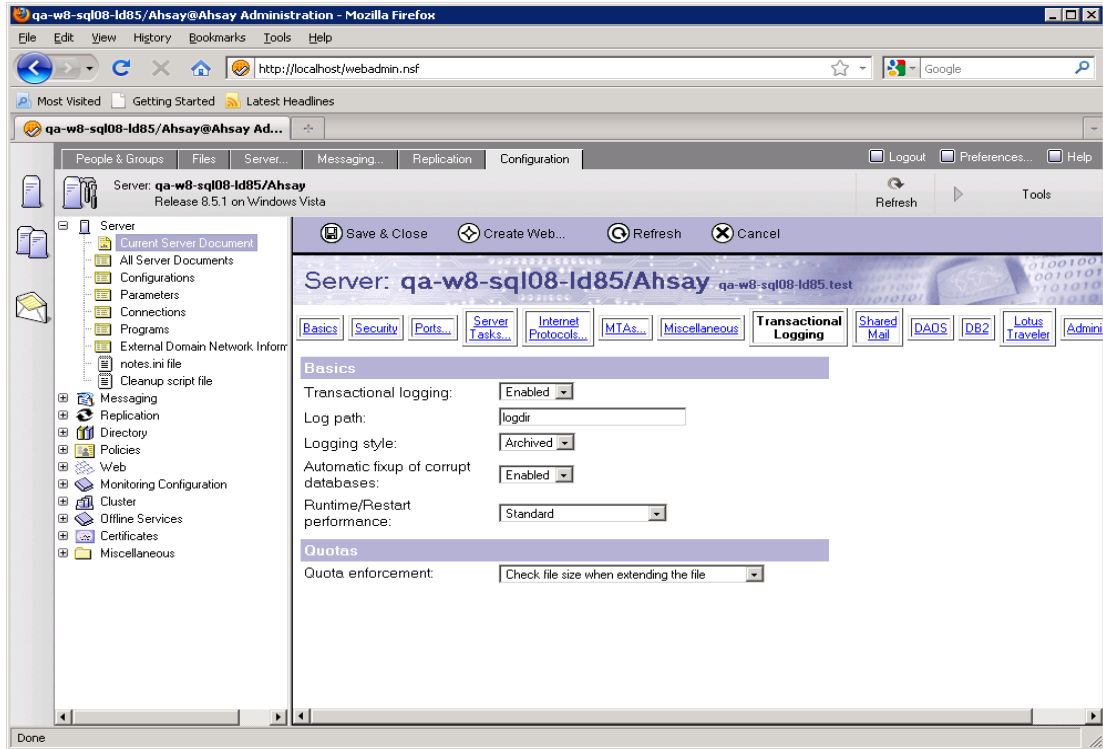 qa-w8-sql08-ld85/Ahsay@Ahsay Administration - Mozilla Firefox
File Edit View History Bookmarks Tools Help
http://localhost/webadmin.nsf
Google
Most Visited Getting Started Latest Headlines
qa-w8-sql08-ld85/Ahsay@Ahsay Ad...
People & Groups Files Server... Messaging... Replication Configuration Logout Preferences... Help
Server: qa-w8-sql08-ld85/Ahsay
Release 8.5.1 on Windows Vista
Refresh Tools
Server
Current Server Document
All Server Documents
Configurations
Parameters
Connections
Programs
External Domain Network Inform
notes.ini file
Cleanup script file
Messaging
Replication
Directory
Policies
Web
Monitoring Configuration
Cluster
Offline Services
Certificates
Miscellaneous
Save & Close Create Web... Refresh Cancel
Server: qa-w8-sql08-ld85/Ahsay qa-w8-sql08-ld85.test
Basics Security Ports... Server Tasks... Internet Protocols... MTAs... Miscellaneous Transactional Logging Shared Mail DAOS DB2 Lotus Traveler Admini
Basics
Transactional logging: Enabled
Log path: logdir
Logging style: Archived
Automatic fixup of corrupt
databases: Enabled
Runtime/Restart
performance: Standard
Quotas
Quota enforcement: Check file size when extending the file
Done